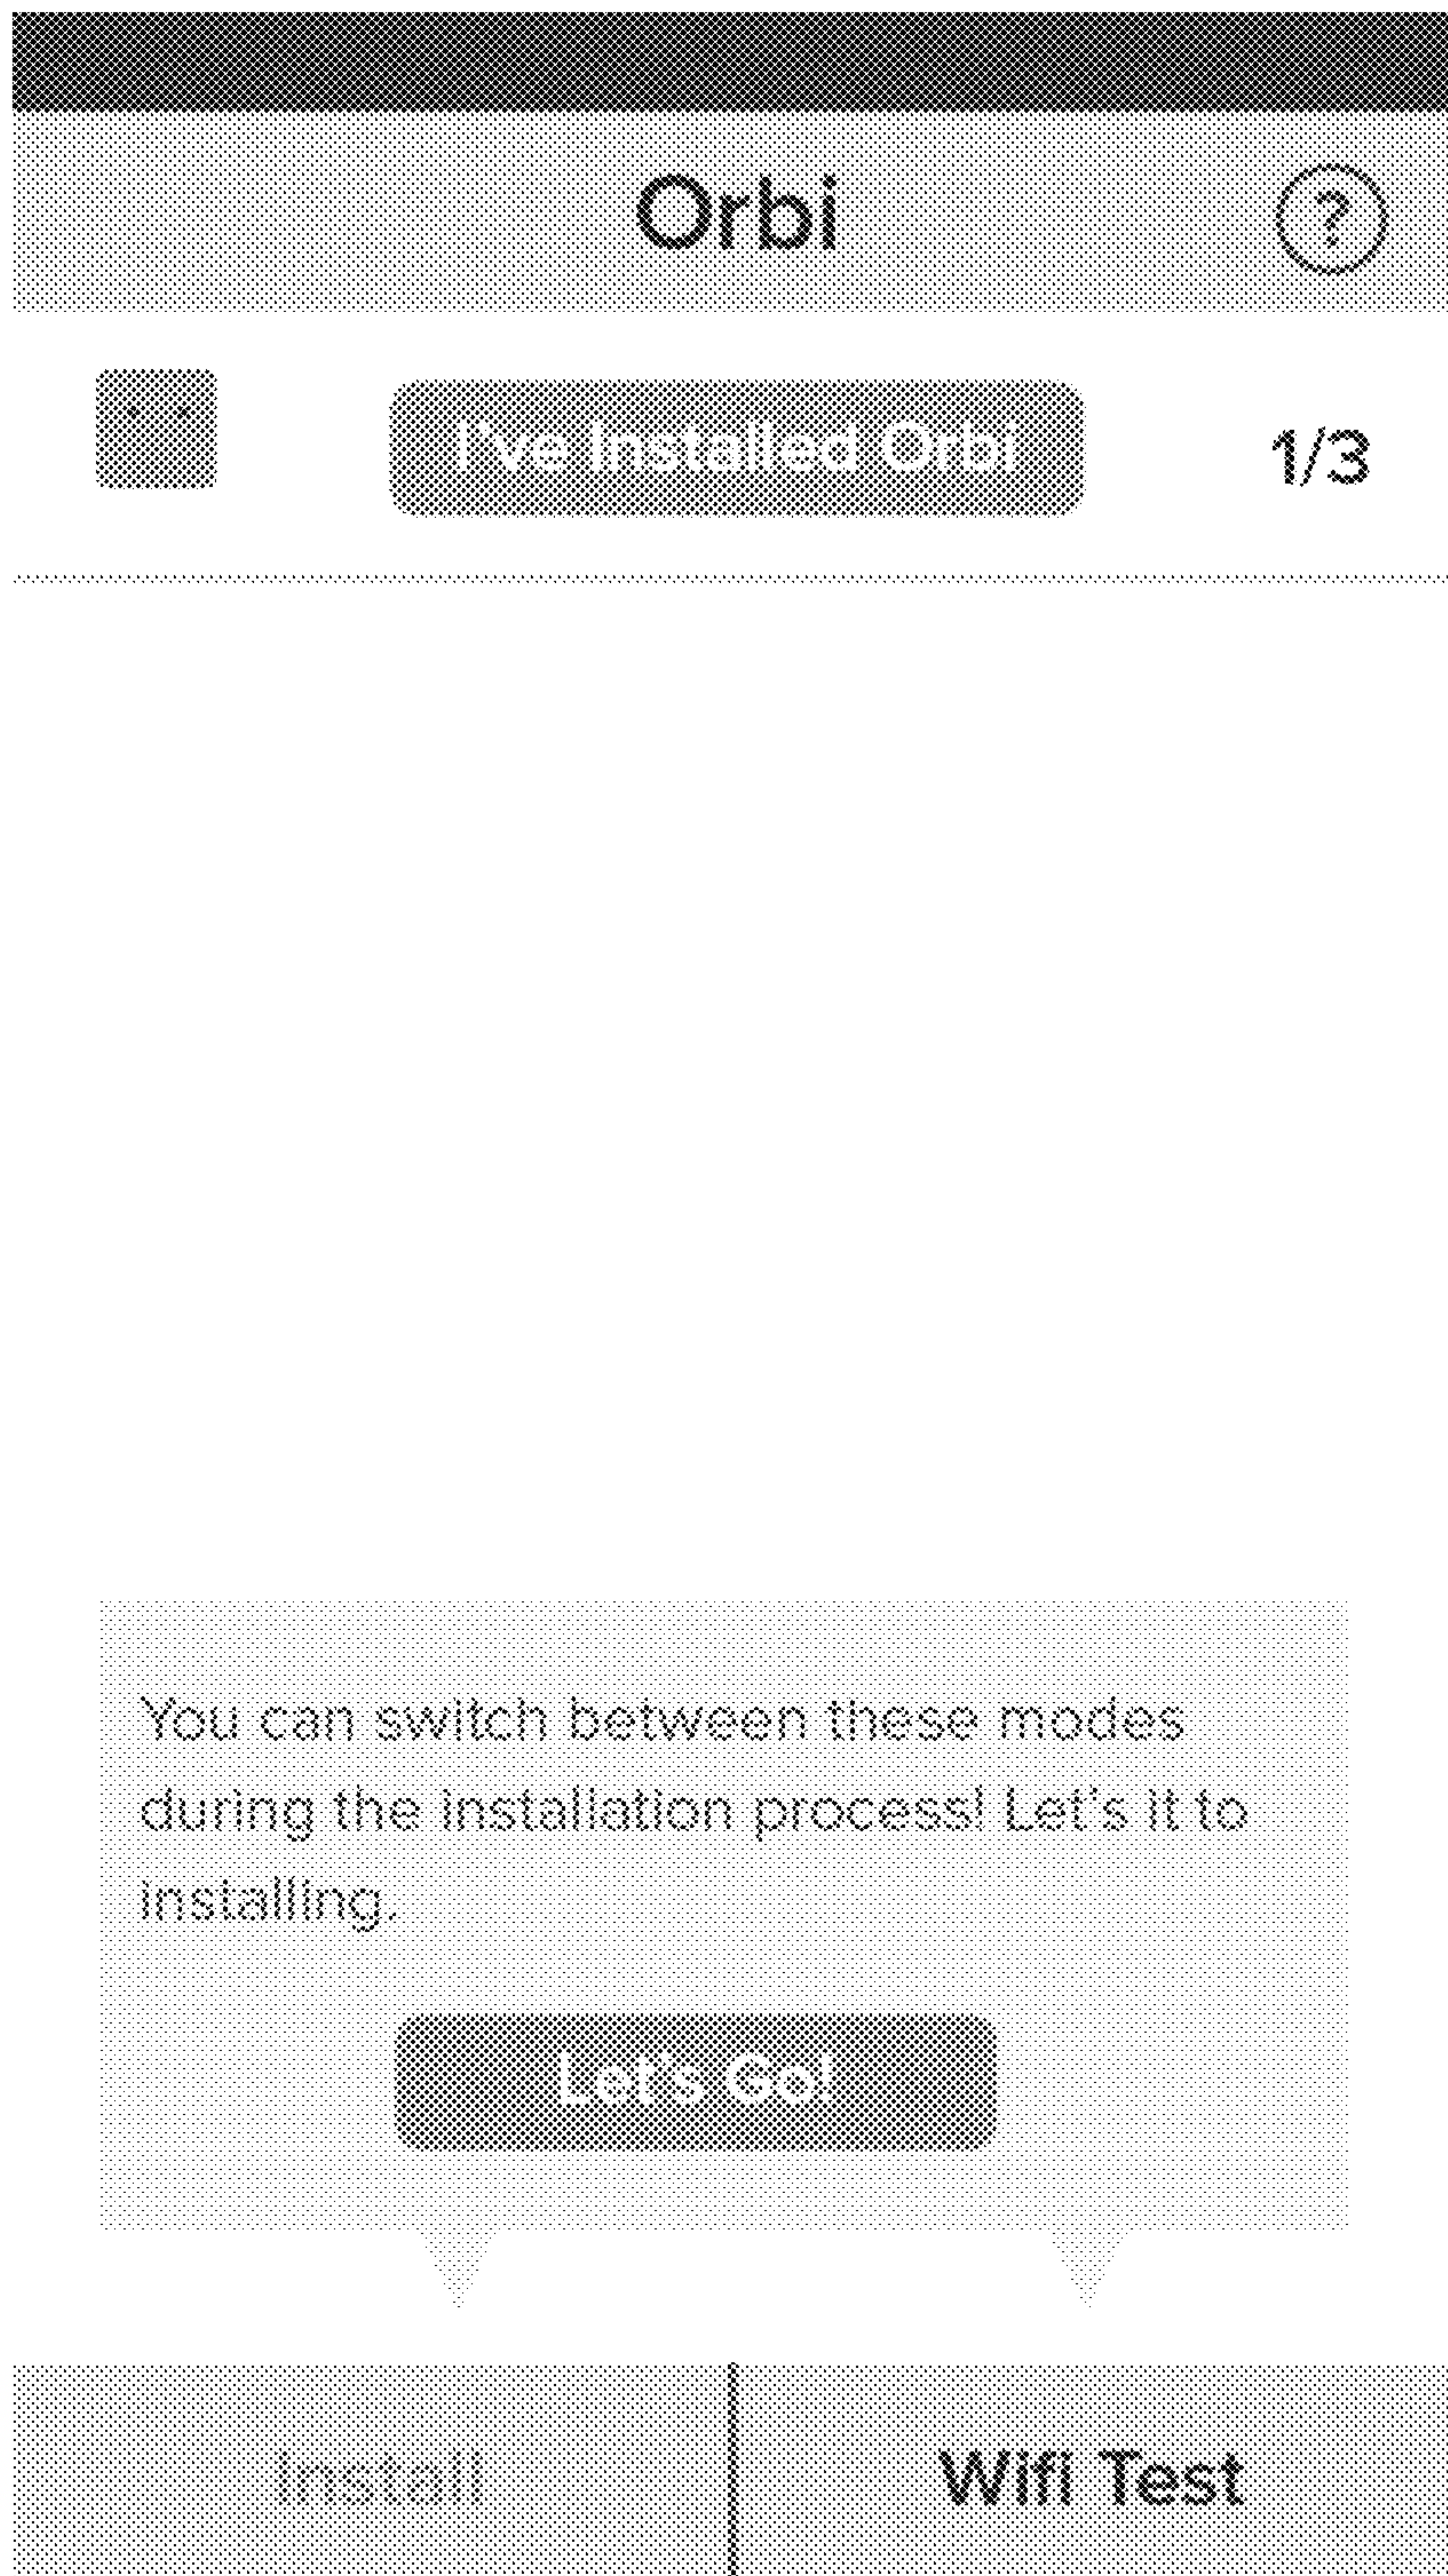 Orbi
?
I've Installed Orbi
1/3
You can switch between these modes
during the installation process! Let's it to
installing.
Let's Go!
Install
Wifi Test